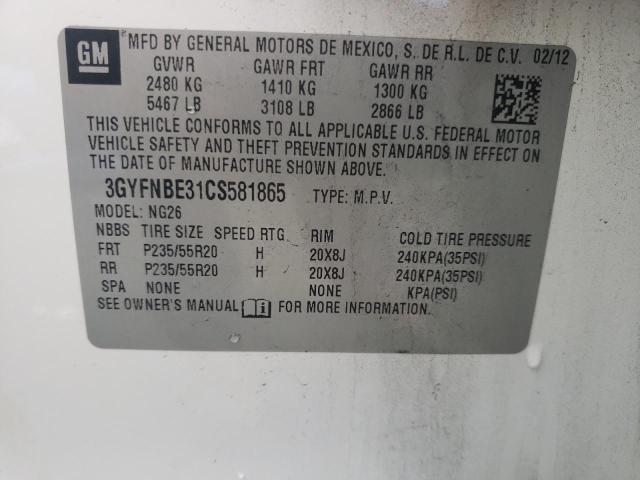 GM MFD BY GENERAL MOTORS DE MEXICO, S. DE R.L. DE C.V. 02/12
GVWR GAWR FRT GAWR RR
2480 KG 1410 KG 1300 KG
5467 LB 3108 LB 2866 LB
THIS VEHICLE CONFORMS TO ALL APPLICABLE U.S. FEDERAL MOTOR
VEHICLE SAFETY AND THEFT PREVENTION STANDARDS IN EFFECT ON
THE DATE OF MANUFACTURE SHOWN ABOVE.
3GYFNBE31CS581865 TYPE: M.P.V.
MODEL: NG26
NBBS TIRE SIZE SPEED RTG RIM COLD TIRE PRESSURE
FRT P235/55R20 H 20X8J 240KPA(35PSI)
RR P235/55R20 H 20X8J 240KPA(35PSI)
SPA NONE NONE KPA(PSI)
SEE OWNER'S MANUAL FOR MORE INFORMATION.